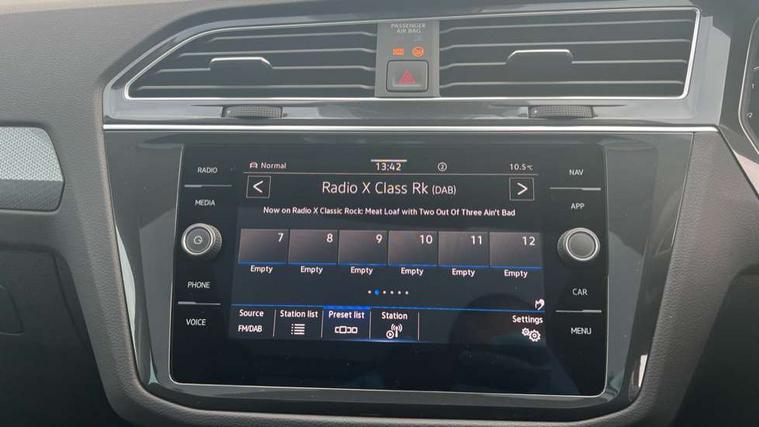 PASSENGER
AIR BAG
RADIO
MEDIA
PHONE
VOICE
Normal
13:42
10.5°C
Radio X Class Rk (DAB)
Now on Radio X Classic Rock: Meat Loaf with Two Out Of Three Ain't Bad
7 8 9 10 11 12
Empty Empty Empty Empty Empty Empty
Source Station list Preset list Station Settings
FM/DAB
NAV
APP
CAR
MENU